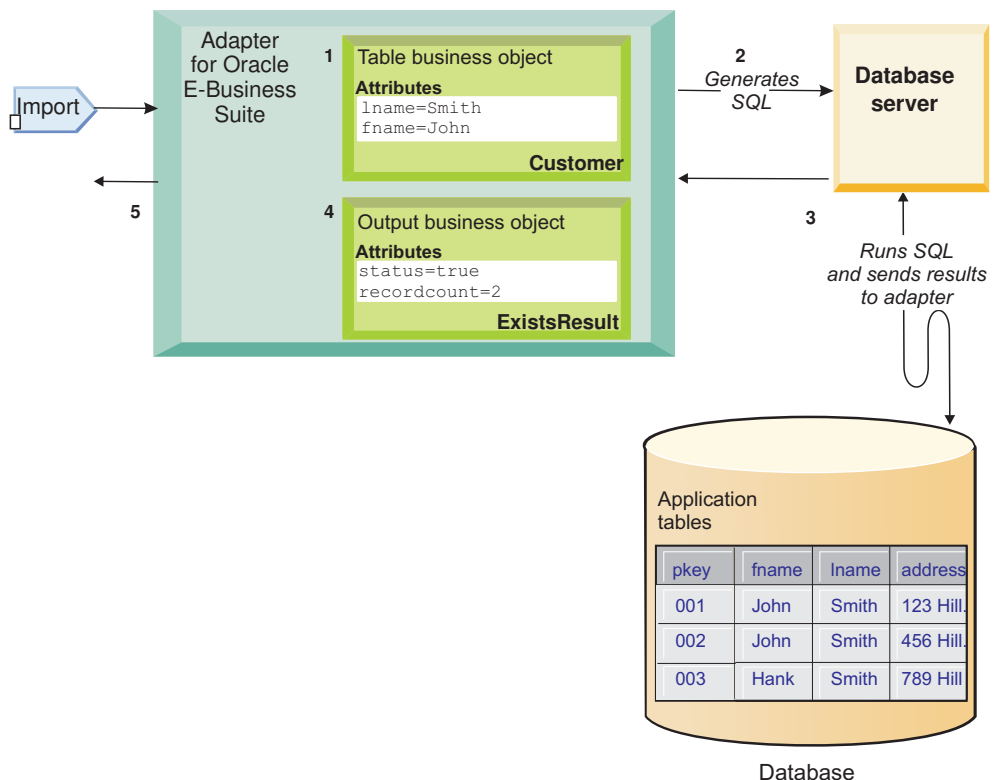 Import
Adapter
for Oracle
E-Business
Suite
1
Table business object
Attributes
lname=Smith
fname=John
Customer
2
Generates
SQL
Database
server
5
4
Output business object
Attributes
status=true
recordcount=2
ExistsResult
3
Runs SQL
and sends results
to adapter
Application
tables
pkey fname lname address
001 John Smith 123 Hill.
002 John Smith 456 Hill.
003 Hank Smith 789 Hill
Database